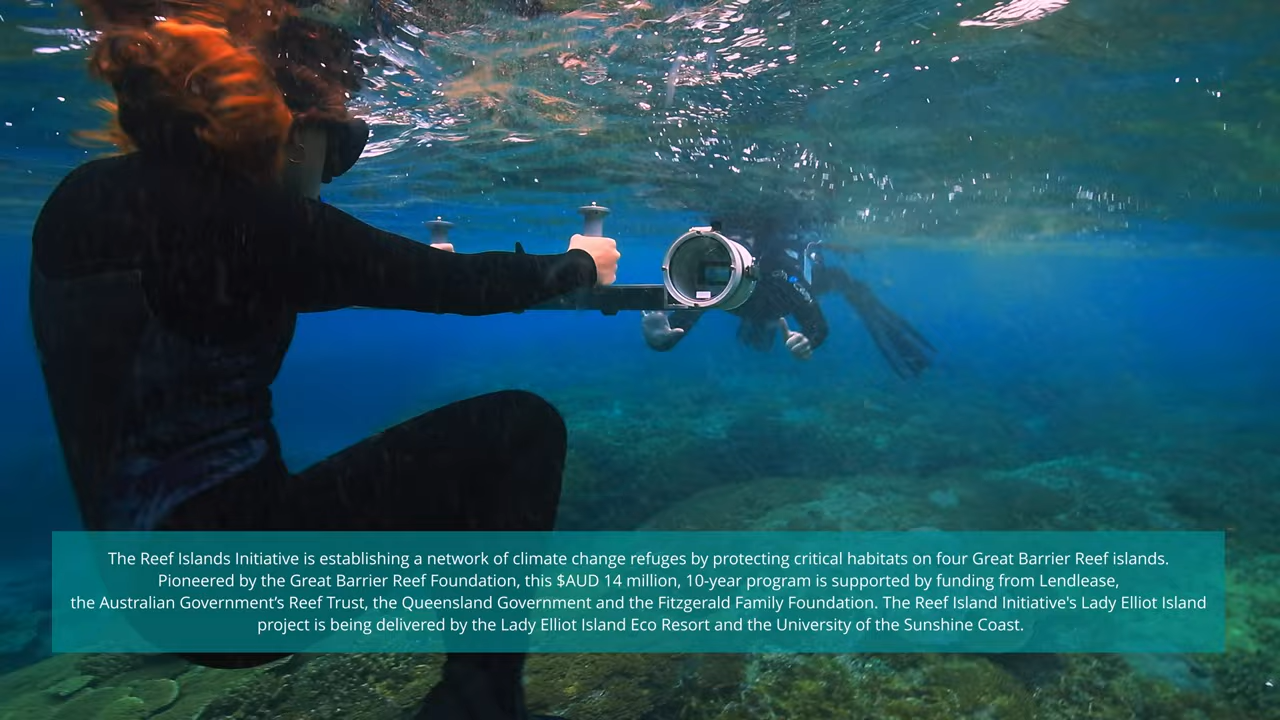 The Reef Islands Initiative is establishing a network of climate change refuges by protecting critical habitats on four Great Barrier Reef islands.
Pioneered by the Great Barrier Reef Foundation, this $AUD 14 million, 10-year program is supported by funding from Lendlease,
the Australian Government’s Reef Trust, the Queensland Government and the Fitzgerald Family Foundation. The Reef Island Initiative's Lady Elliot Island
project is being delivered by the Lady Elliot Island Eco Resort and the University of the Sunshine Coast.